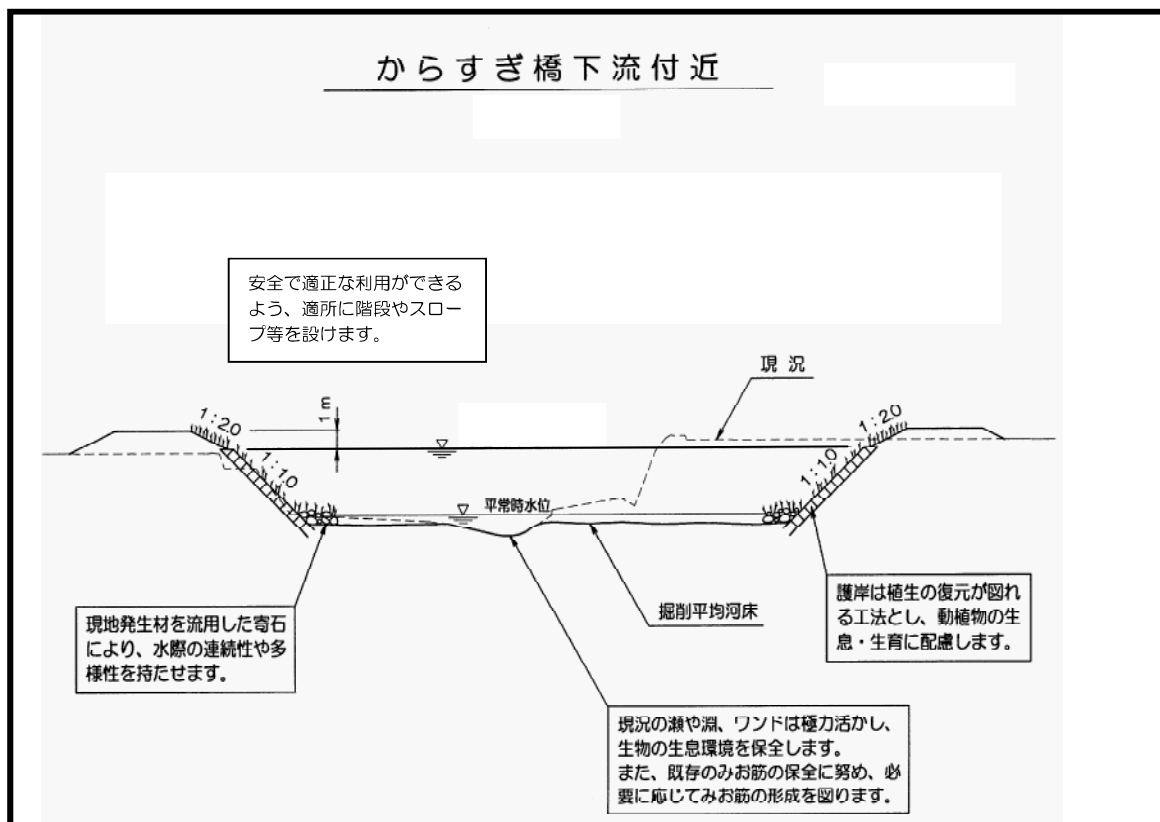 からすぎ橋下流付近
安全で適正な利用ができる
よう、適所に階段やスロー
プ等を設けます。
現況
1:2.0
1m
1:2.0
1:1.0
1:1.0
平常時水位
掘削平均河床
現地発生材を流用した寄石
により、水際の連続性や多
様性を持たせます。
護岸は植生の復元が図れ
る工法とし、動植物の生
息・生育に配慮します。
現況の瀬や淵、ワンドは極力活かし、
生物の生息環境を保全します。
また、既存のみお筋の保全に努め、必
要に応じてみお筋の形成を図ります。